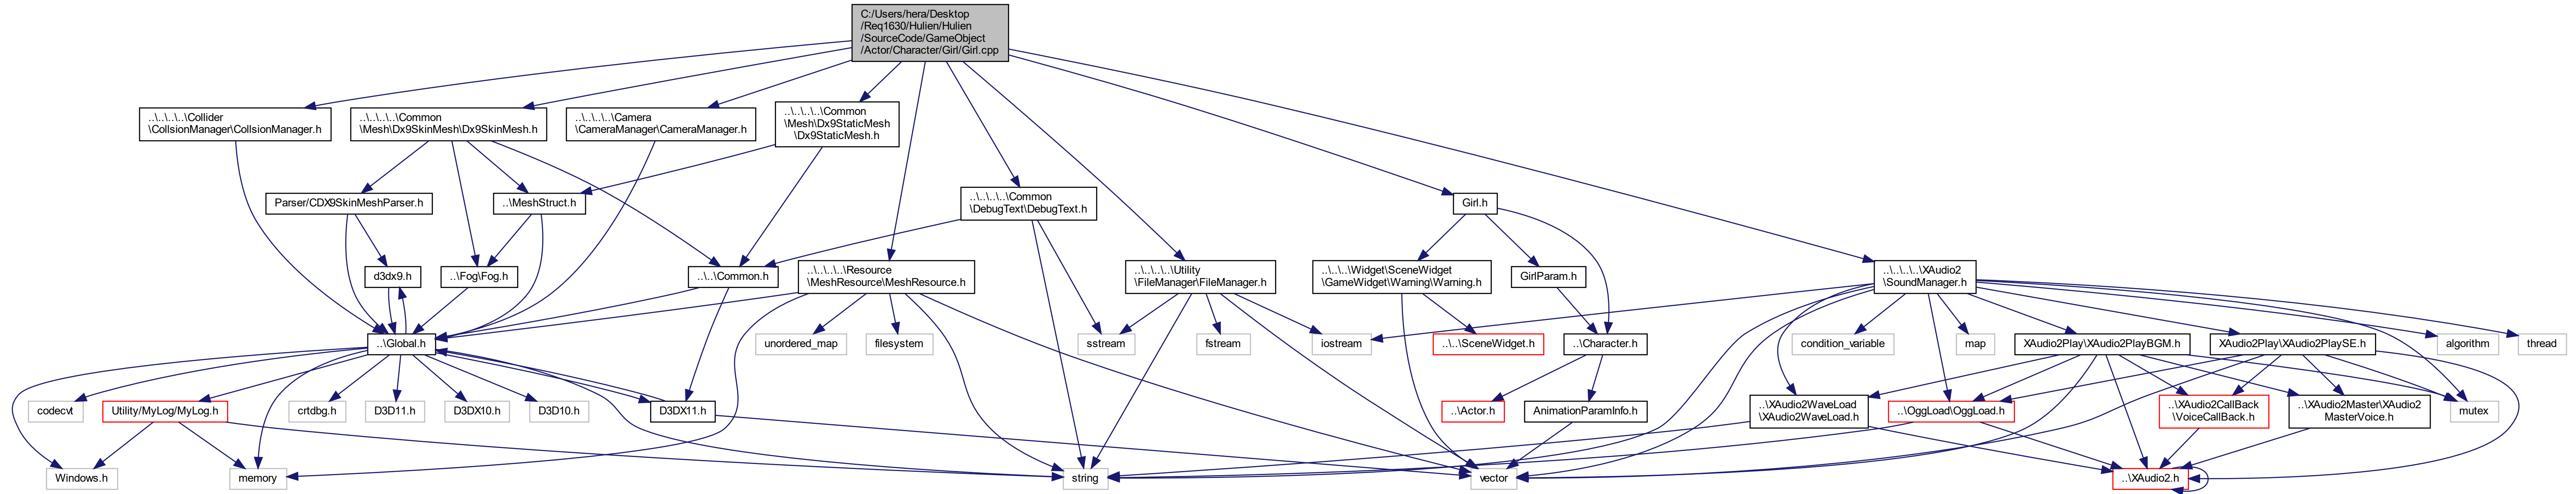 C:/Users/hera/Desktop
/Req1630/Hulien/Hulien
/SourceCode/GameObject
/Actor/Character/Girl/Girl.cpp
..\..\..\..\Collider
\CollsionManager\CollsionManager.h
..\..\..\..\Common
\Mesh\Dx9SkinMesh\Dx9SkinMesh.h
..\..\..\..\Camera
\CameraManager\CameraManager.h
..\..\..\..\Common
\Mesh\Dx9StaticMesh
\Dx9StaticMesh.h
Parser/CDX9SkinMeshParser.h
..\MeshStruct.h
..\..\..\..\Common
\DebugText\DebugText.h
Girl.h
d3dx9.h
..\Fog\Fog.h
..\..\Common.h
..\..\..\..\Resource
\MeshResource\MeshResource.h
..\..\..\..\Utility
\FileManager\FileManager.h
..\..\..\Widget\SceneWidget
\GameWidget\Warning\Warning.h
GirlParam.h
..\..\..\..\XAudio2
\SoundManager.h
..\Global.h
unordered_map
filesystem
sstream
fstream
iostream
..\..\SceneWidget.h
..\Character.h
condition_variable
map
XAudio2Play\XAudio2PlayBGM.h
XAudio2Play\XAudio2PlaySE.h
algorithm
thread
codecvt
Utility/MyLog/MyLog.h
crtdbg.h
D3D11.h
D3DX10.h
D3D10.h
D3DX11.h
..\Actor.h
AnimationParamInfo.h
..\XAudio2WaveLoad
\XAudio2WaveLoad.h
..\OggLoad\OggLoad.h
..\XAudio2CallBack
\VoiceCallBack.h
..\XAudio2Master\XAudio2
MasterVoice.h
mutex
Windows.h
memory
string
vector
..\XAudio2.h